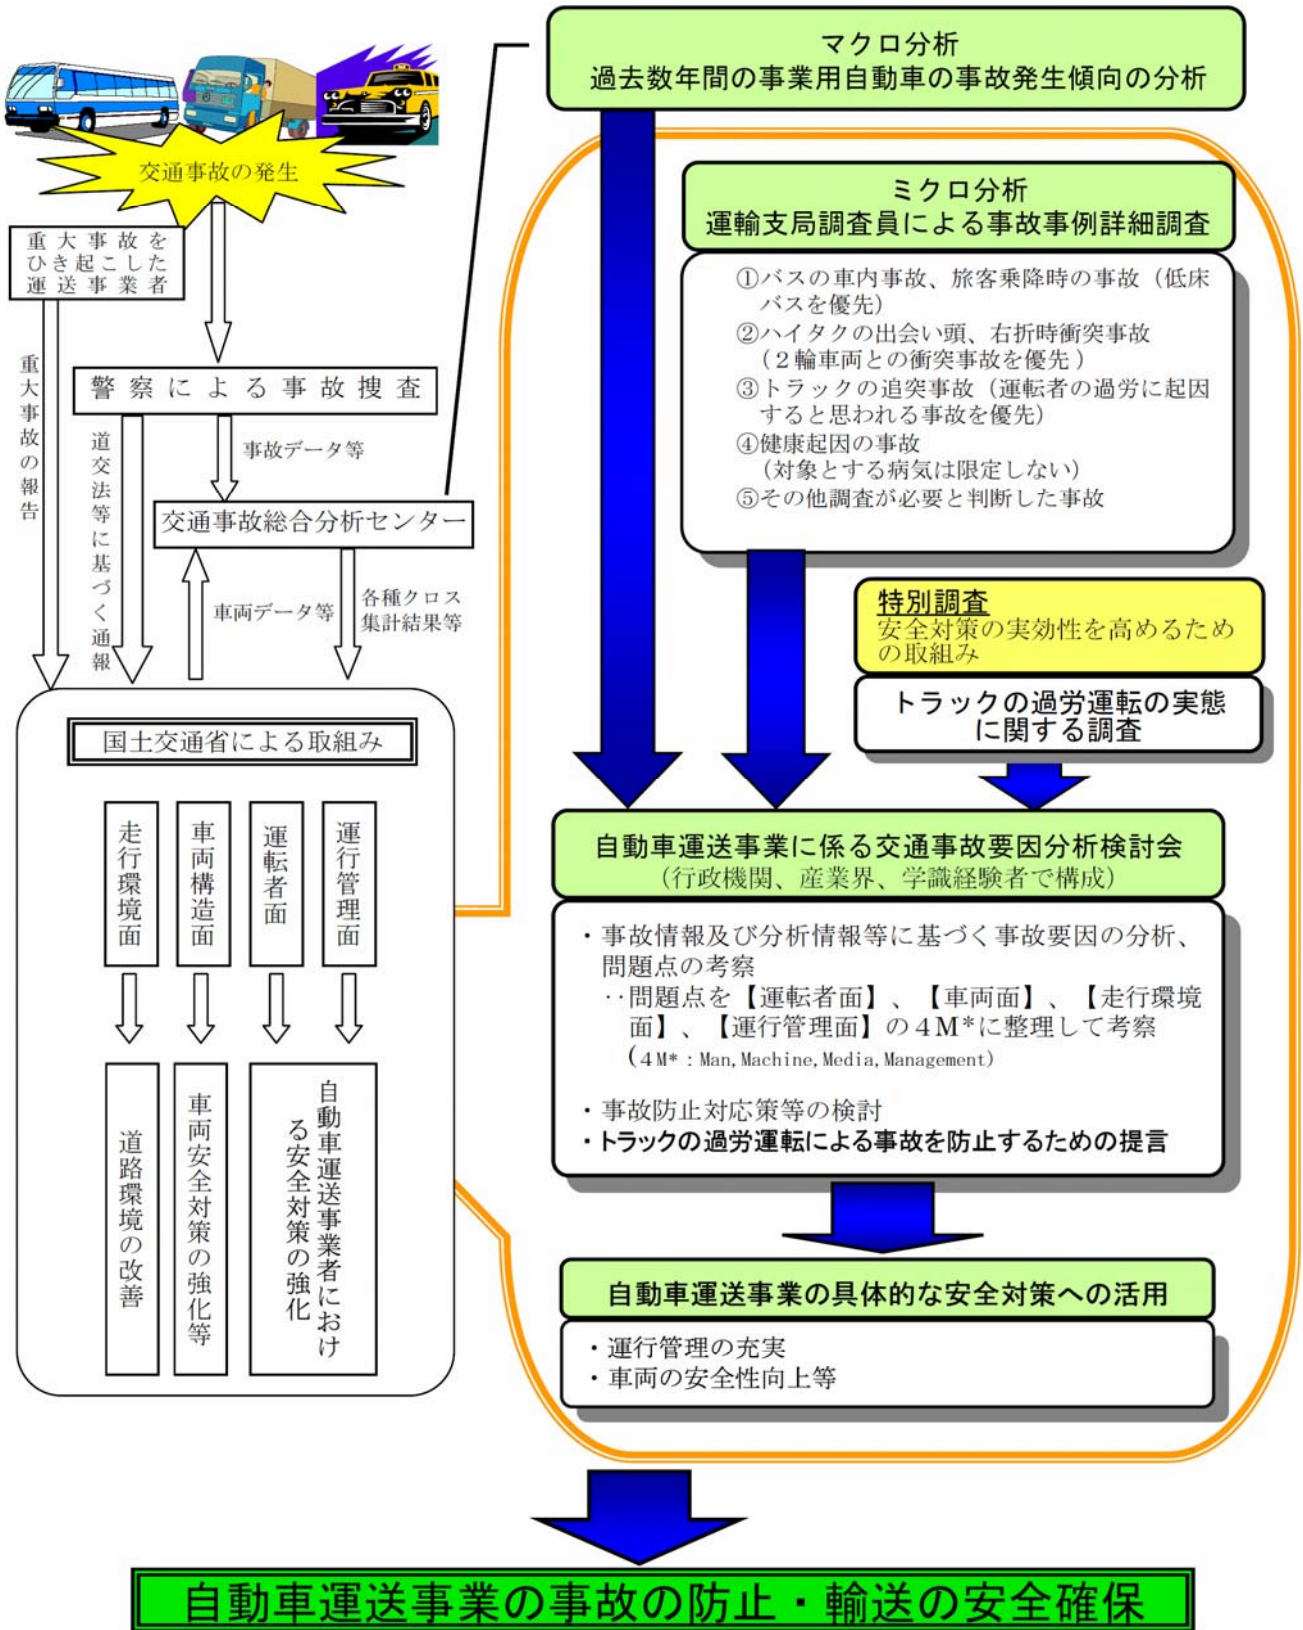 マクロ分析
過去数年間の事業用自動車の事故発生傾向の分析
交通事故の発生
重大事故を
ひき起こした
運送事業者
重大事故の報告
警察による事故捜査
道交法等に基づく通報
事故データ等
交通事故総合分析センター
車両データ等
各種クロス
集計結果等
国土交通省による取組み
走行環境面
車両構造面
運転者面
運行管理面
道路環境の改善
車両安全対策の強化等
自動車運送事業者におけ
る安全対策の強化
ミクロ分析
運輸支局調査員による事故事例詳細調査
①バスの車内事故、旅客乗降時の事故（低床
バスを優先）
②ハイタクの出会い頭、右折時衝突事故
（２輪車両との衝突事故を優先）
③トラックの追突事故（運転者の過労に起因
すると思われる事故を優先）
④健康起因の事故
（対象とする病気は限定しない）
⑤その他調査が必要と判断した事故
特別調査
安全対策の実効性を高めるため
の取組み
トラックの過労運転の実態
に関する調査
自動車運送事業に係る交通事故要因分析検討会
（行政機関、産業界、学識経験者で構成）
・事故情報及び分析情報等に基づく事故要因の分析、
問題点の考察
‥問題点を【運転者面】、【車両面】、【走行環境
面】、【運行管理面】の４Ｍ*に整理して考察
（４Ｍ*：Man,Machine,Media,Management）
・事故防止対応策等の検討
・トラックの過労運転による事故を防止するための提言
自動車運送事業の具体的な安全対策への活用
・運行管理の充実
・車両の安全性向上等
自動車運送事業の事故の防止・輸送の安全確保